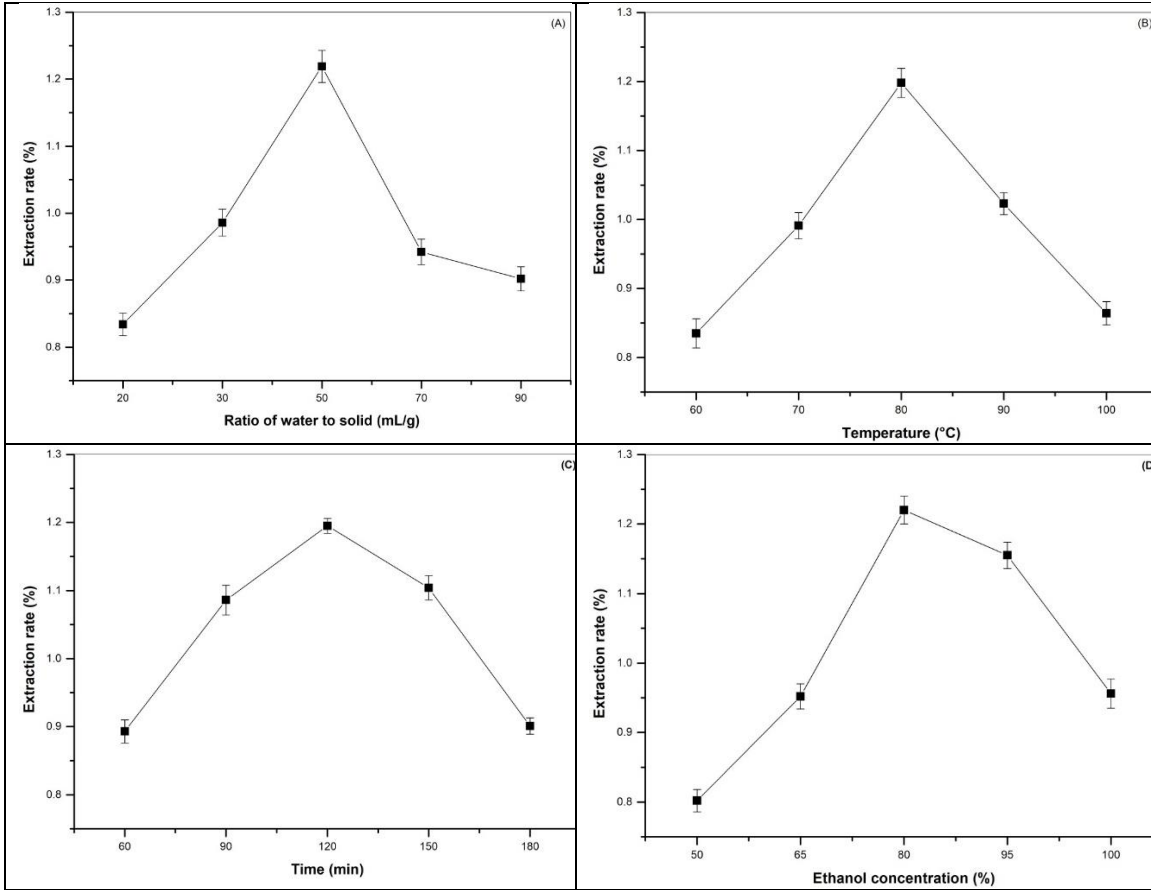 (A)
1.3
1.2
1.1
1.0
0.9
0.8
Extraction rate (%)
20 30 50 70 90
Ratio of water to solid (mL/g)
(B)
1.3
1.2
1.1
1.0
0.9
0.8
Extraction rate (%)
60 70 80 90 100
Temperature (°C)
(C)
1.3
1.2
1.1
1.0
0.9
0.8
Extraction rate (%)
60 90 120 150 180
Time (min)
(D
1.3
1.2
1.1
1.0
0.9
0.8
Extraction rate (%)
50 65 80 95 100
Ethanol concentration (%)